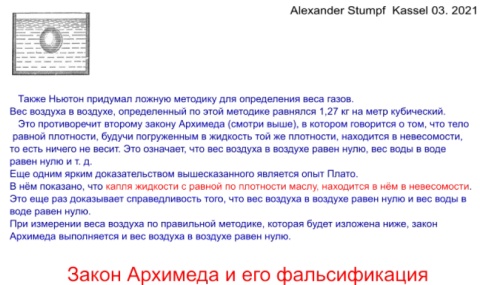 Alexander Stumpf Kassel 03. 2021
Также Ньютон придумал ложную методику для определения веса газов.
Вес воздуха в воздухе, определенный по этой методике равнялся 1,27 кг на метр кубический.
Это противоречит второму закону Архимеда (смотри выше), в котором говорится о том, что тело
равной плотности, будучи погруженным в жидкость той же плотности, находится в невесомости,
то есть ничего не весит. Это означает, что вес воздуха в воздухе равен нулю, вес воды в воде
равен нулю и т. д.
Еще одним ярким доказательством вышесказанного является опыт Плато.
В нём показано, что капля жидкости с равной по плотности маслу, находится в нём в невесомости.
Это еще раз доказывает справедливость того, что вес воздуха в воздухе равен нулю и вес воды в
воде равен нулю.
При измерении веса воздуха по правильной методике, которая будет изложена ниже, закон
Архимеда выполняется и вес воздуха в воздухе равен нулю.
Закон Архимеда и его фальсификация